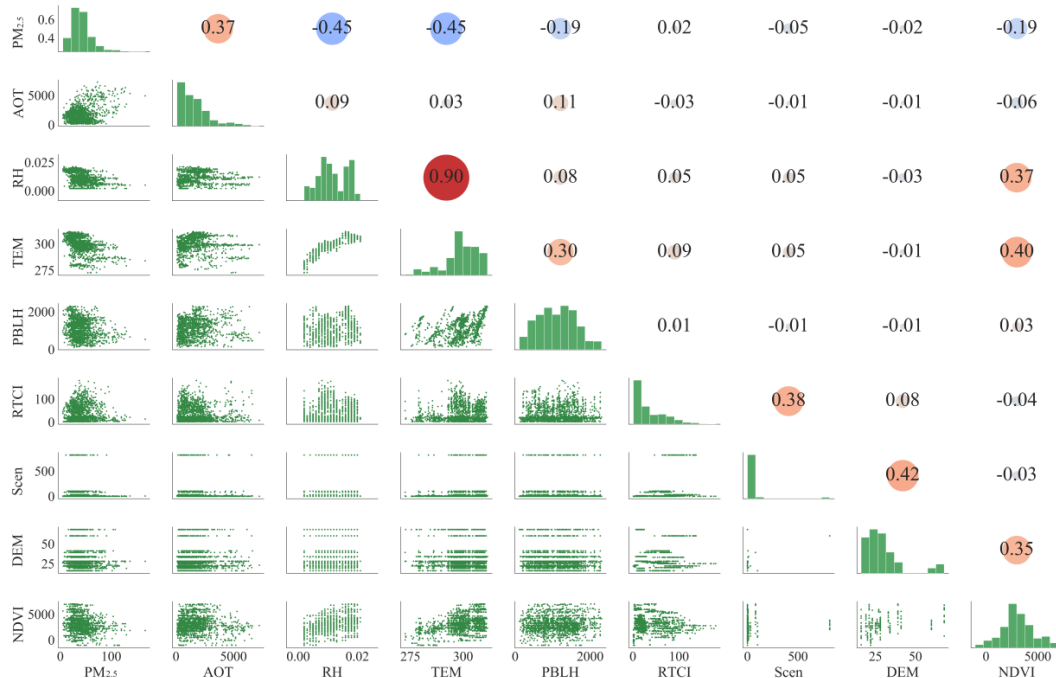 PM2.5 0.6 0.4 0.37 -0.45 -0.45 -0.19 0.02 -0.05 -0.02 -0.19
AOT 5000 0 0.09 0.03 0.11 -0.03 -0.01 -0.01 -0.06
RH 0.025 0.000 0.90 0.08 0.05 0.05 -0.03 0.37
TEM 300 275 0.30 0.09 0.05 -0.01 0.40
PBLH 2000 0 0.01 -0.01 -0.01 0.03
RTCI 100 0 0.38 0.08 -0.04
Scen 500 0 0.42 -0.03
DEM 50 25 0.35
NDVI 5000 0
0 100 0 5000 0.00 0.02 275 300 0 2000 0 100 0 500 25 50 0 5000
PM2.5 AOT RH TEM PBLH RTCI Scen DEM NDVI